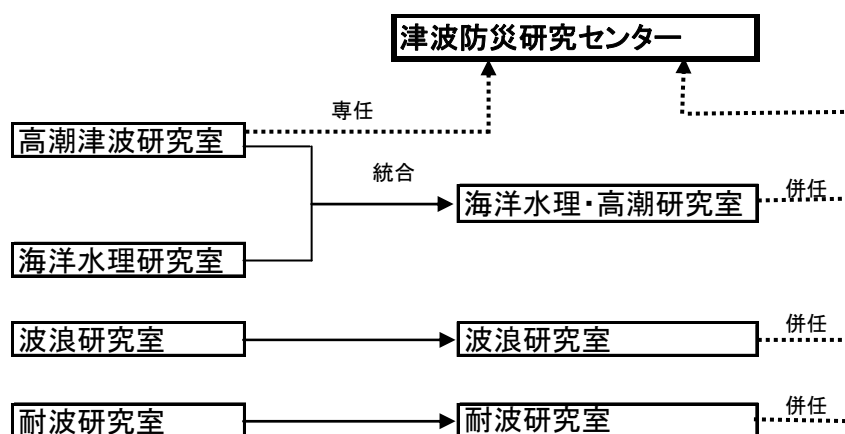 津波防災研究センター
専任
高潮津波研究室
統合
海洋水理・高潮研究室
併任
海洋水理研究室
波浪研究室
波浪研究室
併任
耐波研究室
耐波研究室
併任